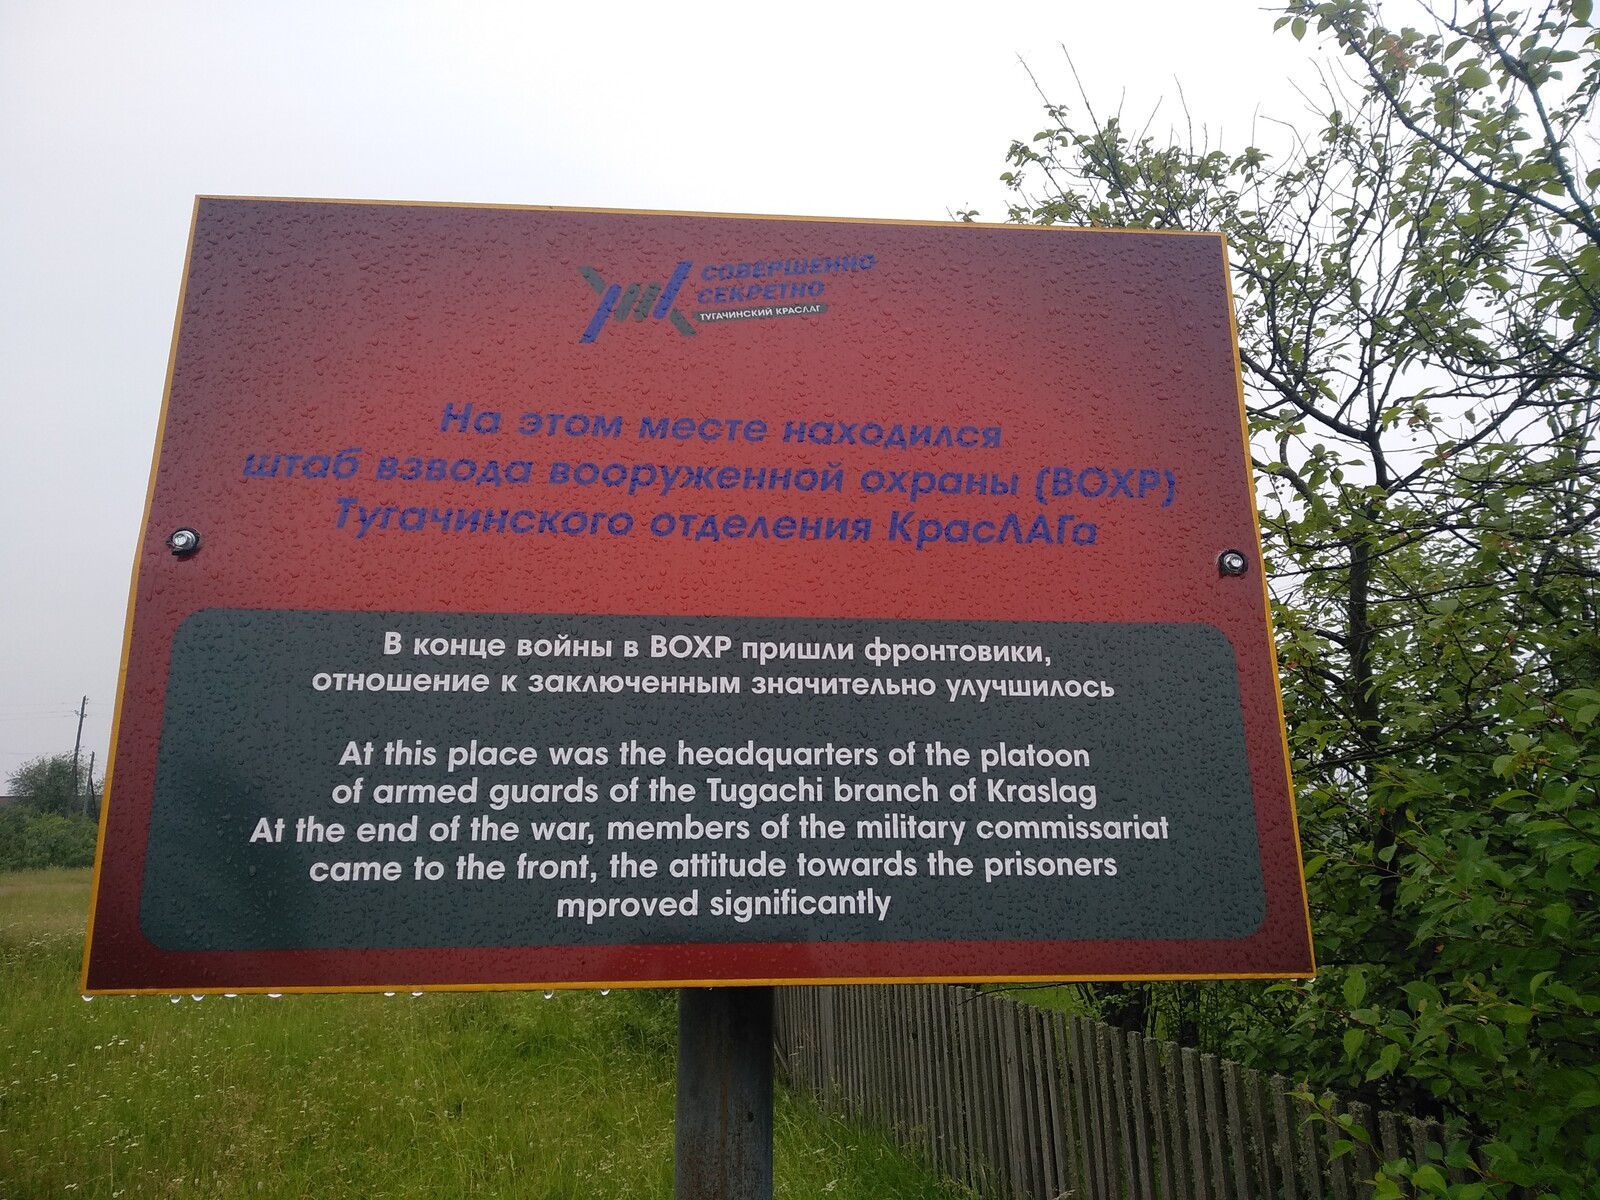 СОВЕРШЕННО
СЕКРЕТНО
ТУГАЧИНСКИЙ КРАСЛАГ
На этом месте находился
штаб взвода вооруженной охраны (ВОХР)
Тугачинского отделения КрасЛАГа
В конце войны в ВОХР пришли фронтовики,
отношение к заключенным значительно улучшилось
At this place was the headquarters of the platoon
of armed guards of the Tugachi branch of Kraslag
At the end of the war, members of the military commissariat
came to the front, the attitude towards the prisoners
mproved significantly